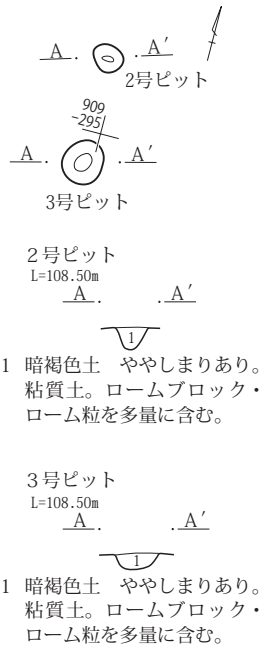 A . . A′
2号ピット
909
-295
A . . A′
3号ピット
2号ピット
L=108.50m
A . . A′
1
1 暗褐色土 ややしまりあり。
粘質土。ロームブロック・
ローム粒を多量に含む。
3号ピット
L=108.50m
A . . A′
1
1 暗褐色土 ややしまりあり。
粘質土。ロームブロック・
ローム粒を多量に含む。